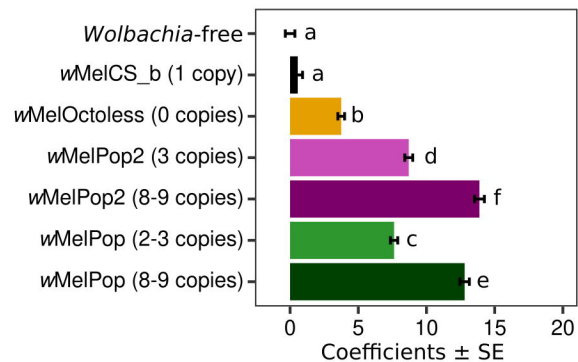 Wolbachia-free a
wMelCS_b (1 copy) a
wMelOctoless (0 copies) b
wMelPop2 (3 copies) d
wMelPop2 (8-9 copies) f
wMelPop (2-3 copies) c
wMelPop (8-9 copies) e
0 5 10 15 20
Coefficients ± SE